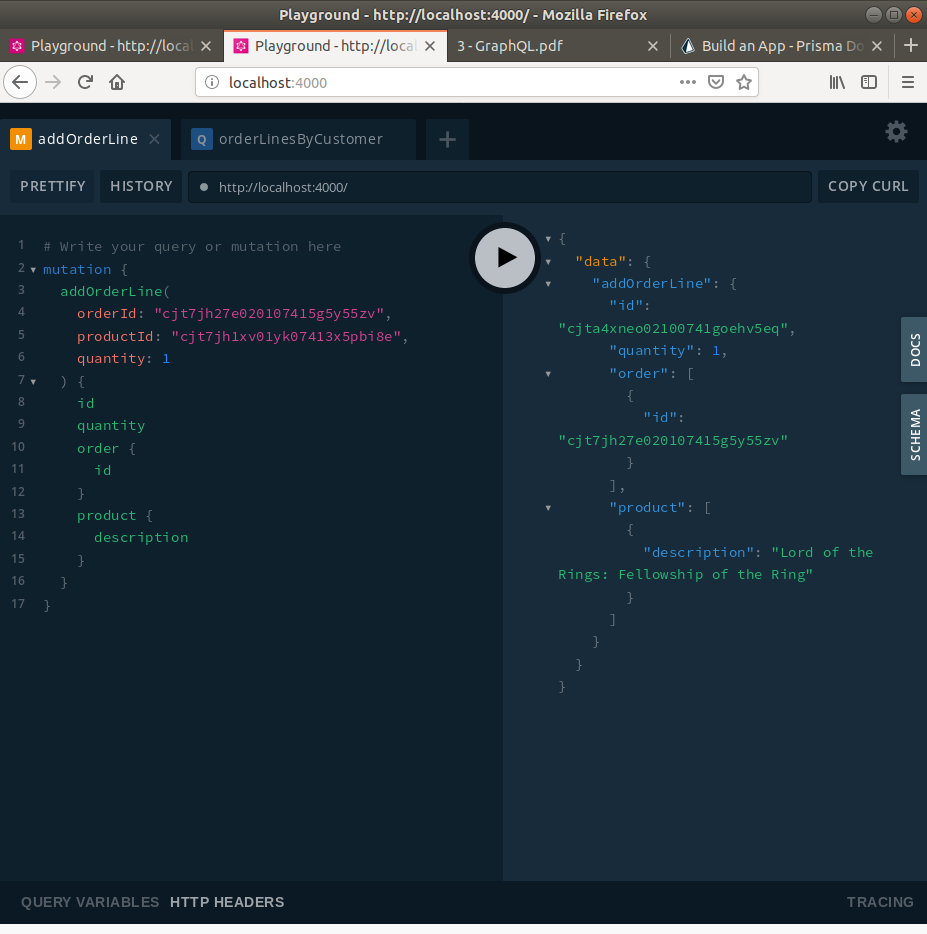 Playground - http://localhost:4000/ - Mozilla Firefox
Playground - http://local
Playground - http://local
3 - GraphQL.pdf
Build an App - Prisma Do
localhost:4000
M addOrderLine
Q orderLinesByCustomer
PRETTIFY
HISTORY
http://localhost:4000/
COPY CURL
1 # Write your query or mutation here
2 mutation {
3 addOrderLine(
4 orderId: "cjt7jh27e020107415g5y55zv",
5 productId: "cjt7jh1xv01yk07413x5pbi8e",
6 quantity: 1
7 ) {
8 id
9 quantity
10 order {
11 id
12 }
13 product {
14 description
15 }
16 }
17 }
{
"data": {
"addOrderLine": {
"id":
"cjta4xneo02100741goehv5eq",
"quantity": 1,
"order": [
{
"id":
"cjt7jh27e020107415g5y55zv"
}
],
"product": [
{
"description": "Lord of the
Rings: Fellowship of the Ring"
}
]
}
}
}
DOCS
SCHEMA
QUERY VARIABLES
HTTP HEADERS
TRACING